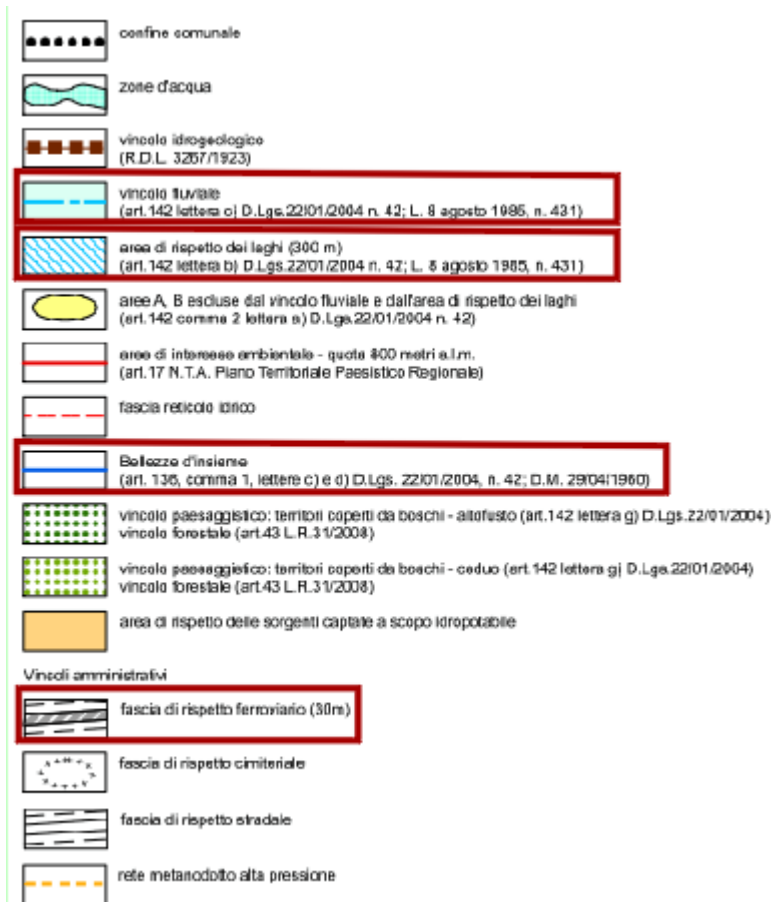 confine comunale
zone d'acqua
vincolo idrogeologico
(R.D.L. 3267/1923)
vincolo fluviale
(art.142 lettera c) D.Lgs.22/01/2004 n. 42; L. 8 agosto 1985, n. 431)
area di rispetto dei laghi (300 m)
(art.142 lettera b) D.Lgs.22/01/2004 n. 42; L. 8 agosto 1985, n. 431)
aree A, B escluse dal vincolo fluviale e dall'area di rispetto dei laghi
(art.142 comma 2 lettera a) D.Lgs.22/01/2004 n. 42)
area di interesse ambientale - quota 800 metri s.l.m.
(art.17 N.T.A. Piano Territoriale Paesistico Regionale)
fascia reticolo idrico
Bellezze d'insieme
(art. 136, comma 1, lettere c) e d) D.Lgs. 22/01/2004, n. 42; D.M. 29/04/1960)
vincolo paesaggistico: territori coperti da boschi - altofusto (art.142 lettera g) D.Lgs.22/01/2004)
vincolo forestale (art.43 L.R.31/2008)
vincolo paesaggistico: territori coperti da boschi - ceduo (art.142 lettera g) D.Lgs.22/01/2004)
vincolo forestale (art.43 L.R.31/2008)
area di rispetto delle sorgenti captate a scopo idropotabile
Vincoli amministrativi
fascia di rispetto ferroviario (30m)
fascia di rispetto cimiteriale
fascia di rispetto stradale
rete metanodotto alta pressione